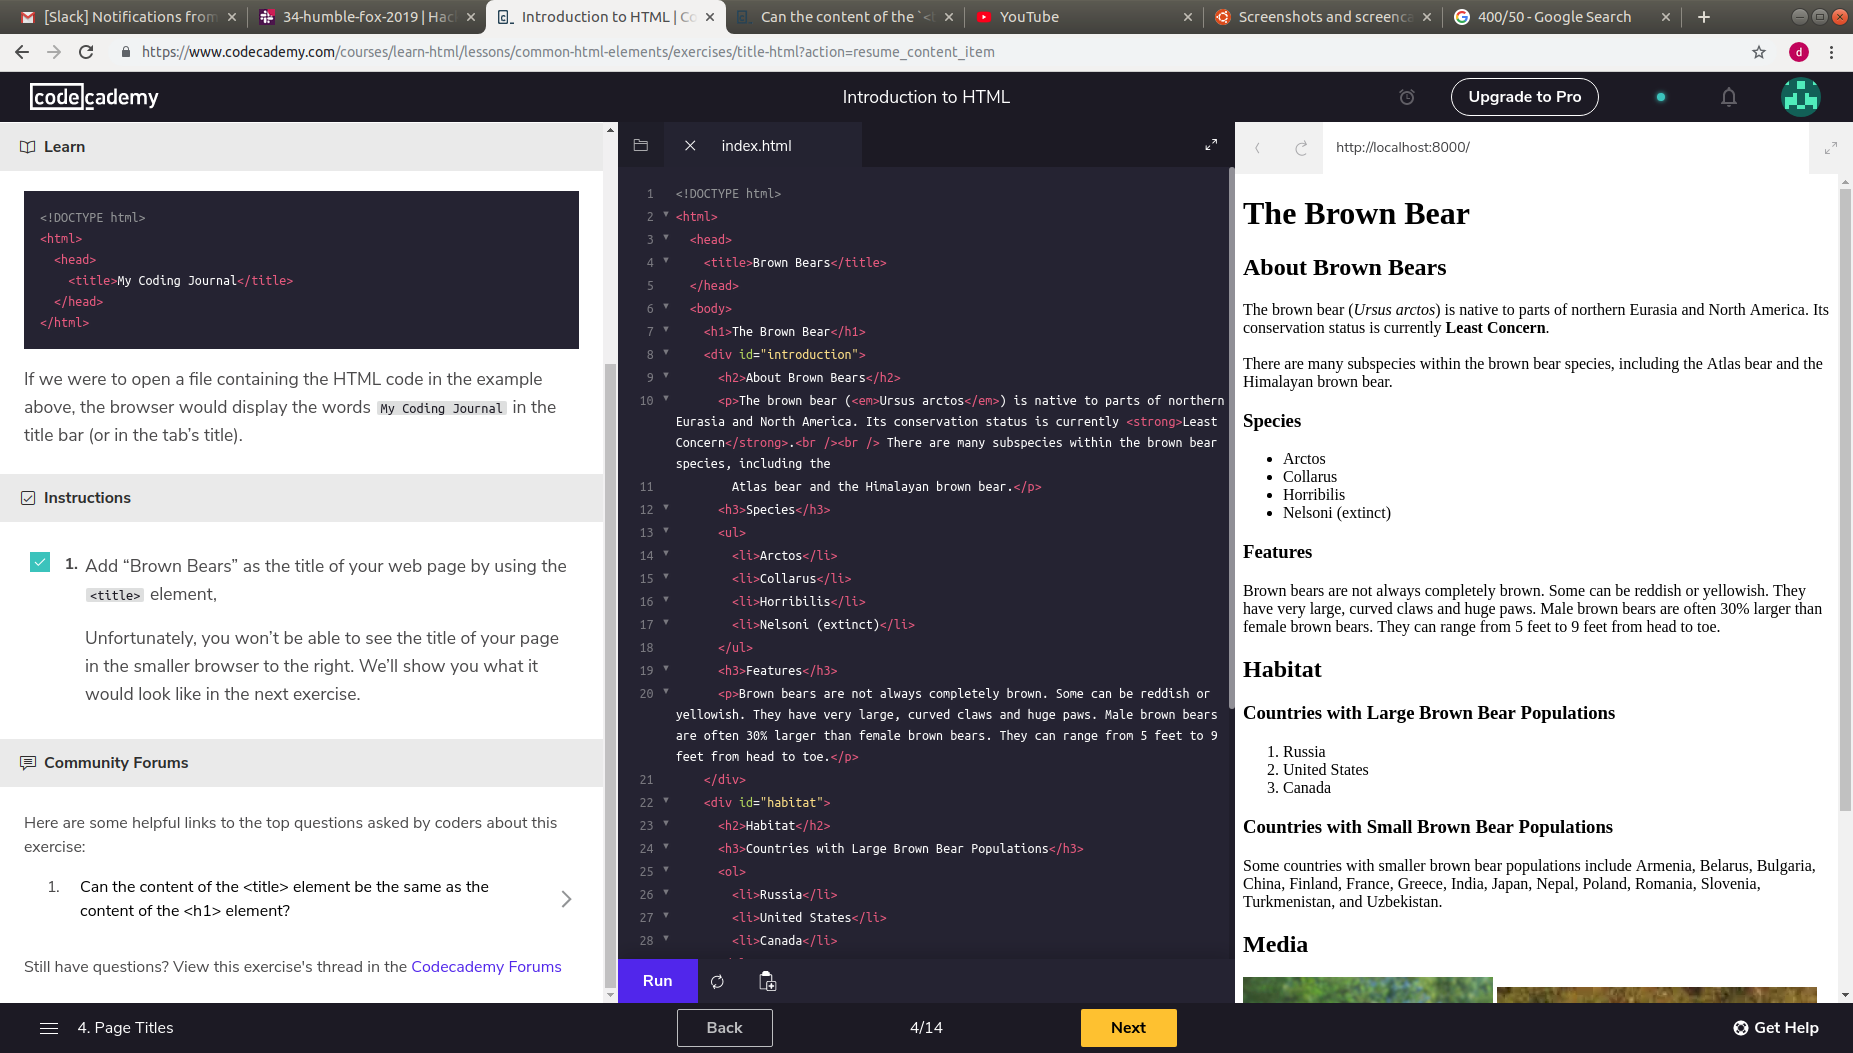 [Slack] Notifications from
34-humble-fox-2019 | Hac
Introduction to HTML | Co
Can the content of the `<
YouTube
Screenshots and screenca
400/50 - Google Search
https://www.codecademy.com/courses/learn-html/lessons/common-html-elements/exercises/title-html?action=resume_content_item
d
codecademy
Introduction to HTML
Upgrade to Pro
Learn
<!DOCTYPE html>
<html>
<head>
<title>My Coding Journal</title>
</head>
</html>
If we were to open a file containing the HTML code in the example
above, the browser would display the words My Coding Journal in the
title bar (or in the tab's title).
Instructions
1. Add “Brown Bears” as the title of your web page by using the
<title> element,
Unfortunately, you won't be able to see the title of your page
in the smaller browser to the right. We'll show you what it
would look like in the next exercise.
Community Forums
Here are some helpful links to the top questions asked by coders about this
exercise:
1. Can the content of the <title> element be the same as the
content of the <h1> element?
Still have questions? View this exercise's thread in the Codecademy Forums
index.html
1 <!DOCTYPE html>
2 <html>
3 <head>
4 <title>Brown Bears</title>
5 </head>
6 <body>
7 <h1>The Brown Bear</h1>
8 <div id="introduction">
9 <h2>About Brown Bears</h2>
10 <p>The brown bear (<em>Ursus arctos</em>) is native to parts of northern
Eurasia and North America. Its conservation status is currently <strong>Least
Concern</strong>.<br /><br /> There are many subspecies within the brown bear
species, including the
11 Atlas bear and the Himalayan brown bear.</p>
12 <h3>Species</h3>
13 <ul>
14 <li>Arctos</li>
15 <li>Collarus</li>
16 <li>Horribilis</li>
17 <li>Nelsoni (extinct)</li>
18 </ul>
19 <h3>Features</h3>
20 <p>Brown bears are not always completely brown. Some can be reddish or
yellowish. They have very large, curved claws and huge paws. Male brown bears
are often 30% larger than female brown bears. They can range from 5 feet to 9
feet from head to toe.</p>
21 </div>
22 <div id="habitat">
23 <h2>Habitat</h2>
24 <h3>Countries with Large Brown Bear Populations</h3>
25 <ol>
26 <li>Russia</li>
27 <li>United States</li>
28 <li>Canada</li>
Run
http://localhost:8000/
The Brown Bear
About Brown Bears
The brown bear (Ursus arctos) is native to parts of northern Eurasia and North America. Its
conservation status is currently Least Concern.
There are many subspecies within the brown bear species, including the Atlas bear and the
Himalayan brown bear.
Species
• Arctos
• Collarus
• Horribilis
• Nelsoni (extinct)
Features
Brown bears are not always completely brown. Some can be reddish or yellowish. They
have very large, curved claws and huge paws. Male brown bears are often 30% larger than
female brown bears. They can range from 5 feet to 9 feet from head to toe.
Habitat
Countries with Large Brown Bear Populations
1. Russia
2. United States
3. Canada
Countries with Small Brown Bear Populations
Some countries with smaller brown bear populations include Armenia, Belarus, Bulgaria,
China, Finland, France, Greece, India, Japan, Nepal, Poland, Romania, Slovenia,
Turkmenistan, and Uzbekistan.
Media
4. Page Titles
Back
4/14
Next
Get Help